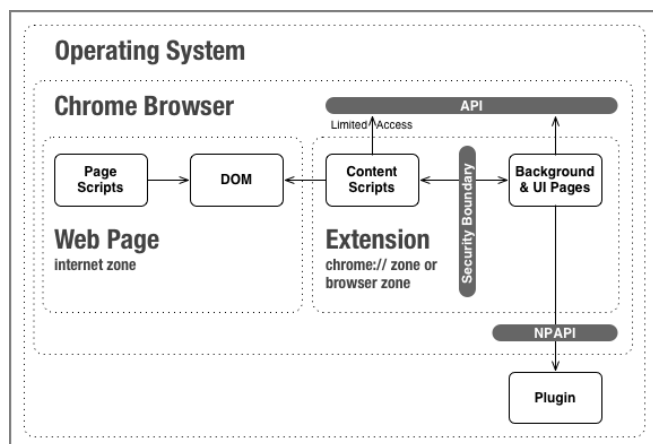 Operating System
Chrome Browser
API
Limited Access
Page
Scripts
DOM
Content
Scripts
Security Boundary
Background
& UI Pages
Web Page
internet zone
Extension
chrome:// zone or
browser zone
NPAPI
Plugin